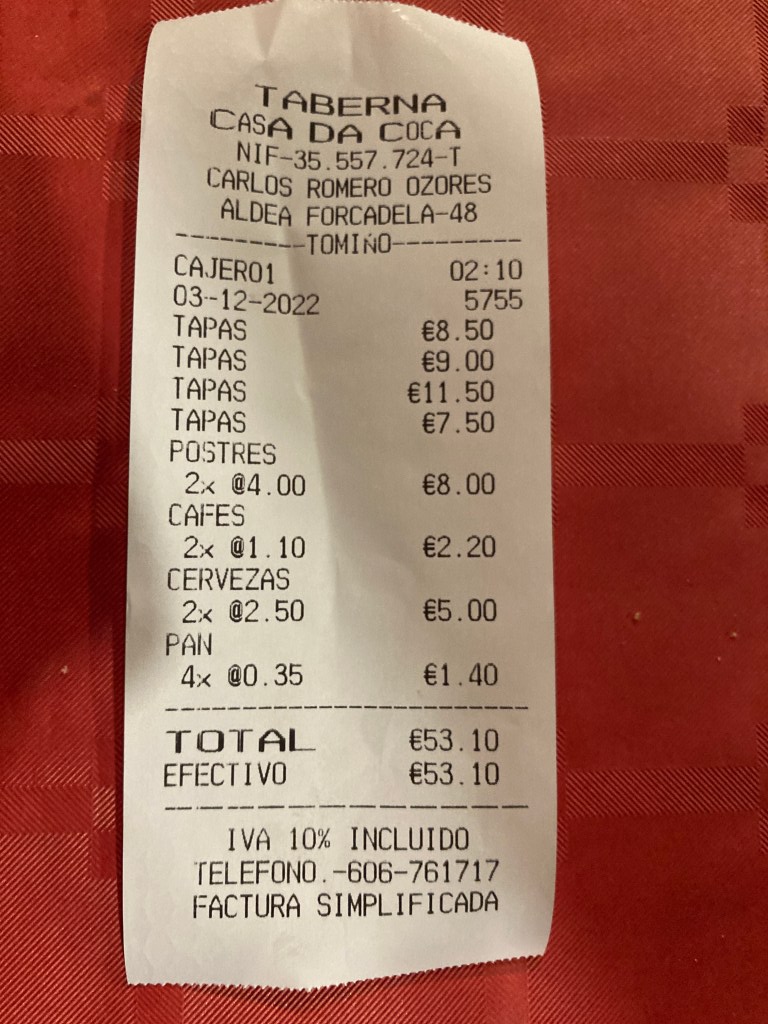 TABERNA
CASA DA COCA
NIF-35.557.724-T
CARLOS ROMERO OZORES
ALDEA FORCADELA-48
----------TOMIÑO----------
CAJERO1 02:10
03-12-2022 5755
TAPAS €8.50
TAPAS €9.00
TAPAS €11.50
TAPAS €7.50
POSTRES
2x @4.00 €8.00
CAFES
2x @1.10 €2.20
CERVEZAS
2x @2.50 €5.00
PAN
4x @0.35 €1.40
TOTAL €53.10
EFECTIVO €53.10
IVA 10% INCLUIDO
TELEFONO.-606-761717
FACTURA SIMPLIFICADA